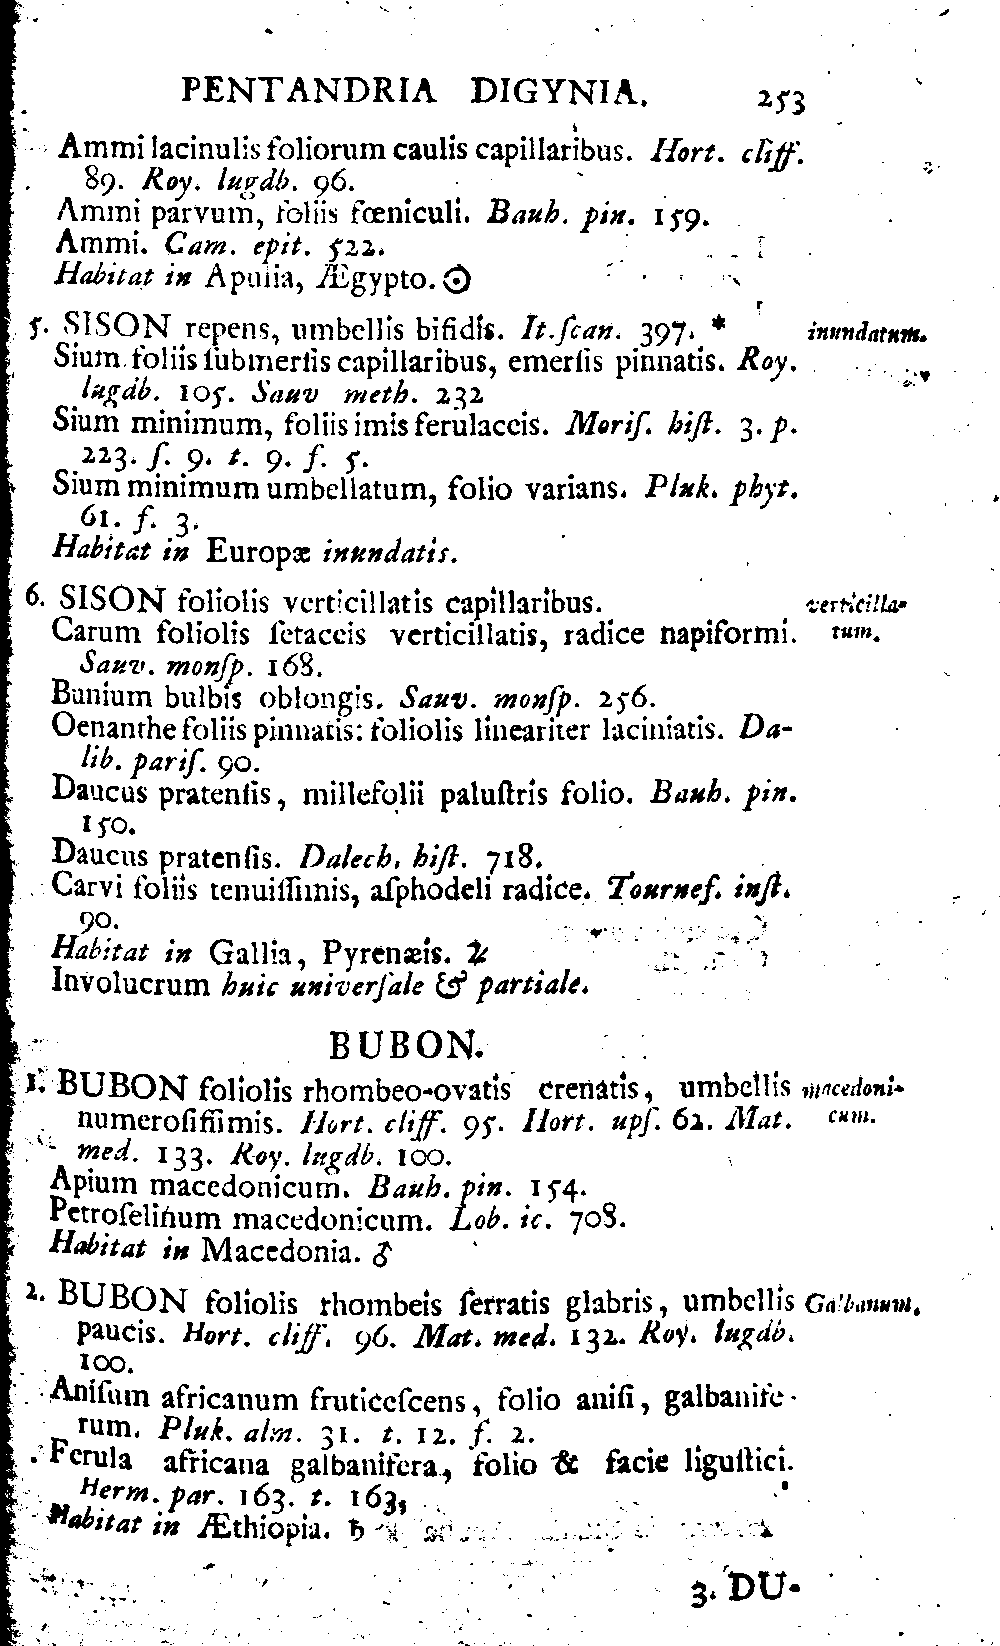 PENTANDRIA DIGYNIA. 253
Ammi lacinulis foliorum caulis capillaribus. Hort. cliff.
89. Roy. lugdb. 96.
Ammi parvum, foliis fœniculi. Bauh. pin. 159.
Ammi. Cam. epit. 522.
Habitat in Apulia, Ægypto. ☉
5. SISON repens, umbellis bifidis. It. ſcan. 397. * inundatum.
Sium foliis ſubmerſis capillaribus, emerſis pinnatis. Roy.
lugdb. 105. Sauv meth. 232
Sium minimum, foliis imis ferulaceis. Moriſ. hiſt. 3. p.
223. ſ. 9. t. 9. f. 5.
Sium minimum umbellatum, folio varians. Pluk. phyt.
61. f. 3.
Habitat in Europæ inundatis.
6. SISON foliolis verticillatis capillaribus. verticilla-
Carum foliolis ſetaceis verticillatis, radice napiformi. tum.
Sauv. monſp. 168.
Bunium bulbis oblongis. Sauv. monſp. 256.
Oenanthe foliis pinnatis: foliolis lineariter laciniatis. Da-
lib. pariſ. 90.
Daucus pratenſis, millefolii paluſtris folio. Bauh. pin.
150.
Daucus pratenſis. Dalech. hiſt. 718.
Carvi foliis tenuiſſimis, aſphodeli radice. Tournef. inſt.
90.
Habitat in Gallia, Pyrenæis. ♃
Involucrum huic univerſale & partiale.
BUBON.
1. BUBON foliolis rhombeo-ovatis crenatis, umbellis macedoni-
numeroſiſſimis. Hort. cliff. 95. Hort. upſ. 62. Mat. cum.
med. 133. Roy. lugdb. 100.
Apium macedonicum. Bauh. pin. 154.
Petroſelinum macedonicum. Lob. ic. 708.
Habitat in Macedonia. ♂
2. BUBON foliolis rhombeis ſerratis glabris, umbellis Galbanum.
paucis. Hort. cliff. 96. Mat. med. 132. Roy. lugdb.
100.
Aniſum africanum fruticeſcens, folio aniſi, galbanife-
rum. Pluk. alm. 31. t. 12. f. 2.
Ferula africana galbanifera, folio & facie liguſtici.
Herm. par. 163. t. 163,
Habitat in Æthiopia. ♄
3. DU-